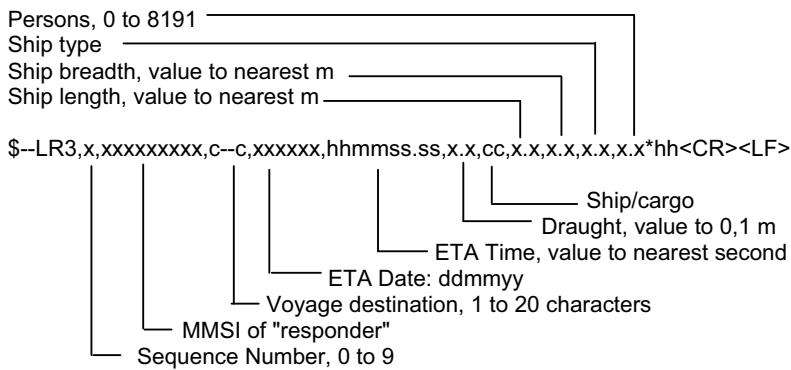 Persons, 0 to 8191
Ship type
Ship breadth, value to nearest m
Ship length, value to nearest m
$--LR3,x,xxxxxxxxx,c--c,xxxxxx,hhmmss.ss,x.x,cc,x.x,x.x,x.x,x.x*hh<CR><LF>
Ship/cargo
Draught, value to 0,1 m
ETA Time, value to nearest second
ETA Date: ddmmyy
Voyage destination, 1 to 20 characters
MMSI of "responder"
Sequence Number, 0 to 9